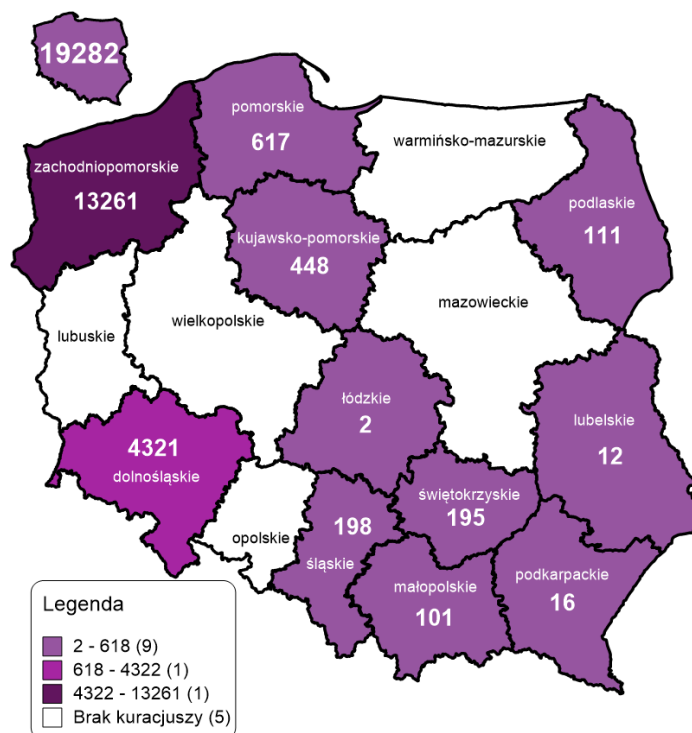 19282
pomorskie
617
warmińsko-mazurskie
zachodniopomorskie
13261
podlaskie
111
kujawsko-pomorskie
448
mazowieckie
wielkopolskie
lubuskie
łódzkie
2
lubelskie
12
4321
dolnośląskie
świętokrzyskie
195
198
śląskie
opolskie
małopolskie
101
podkarpackie
16
Legenda
2 - 618 (9)
618 - 4322 (1)
4322 - 13261 (1)
Brak kuracjuszy (5)